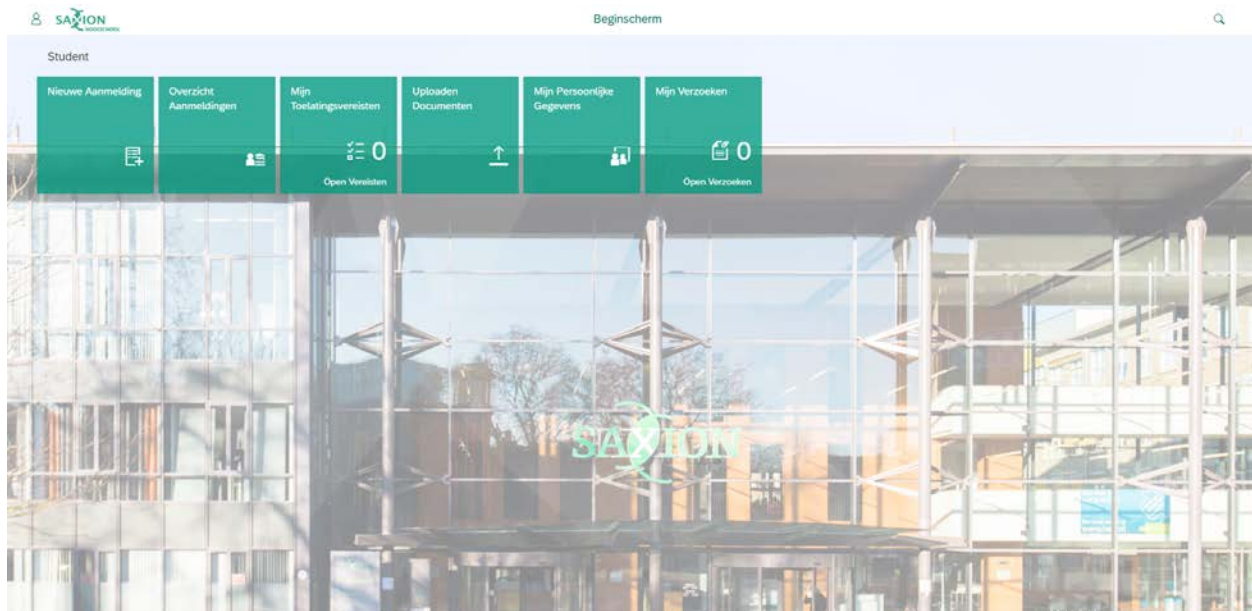 SAXION
HOGESCHOOL
Beginscherm
Student
Nieuwe Aanmelding
Overzicht
Aanmeldingen
Mijn
Toelatingsvereisten
0
Open Vereisten
Uploaden
Documenten
Mijn Persoonlijke
Gegevens
Mijn Verzoeken
0
Open Verzoeken
SAXION